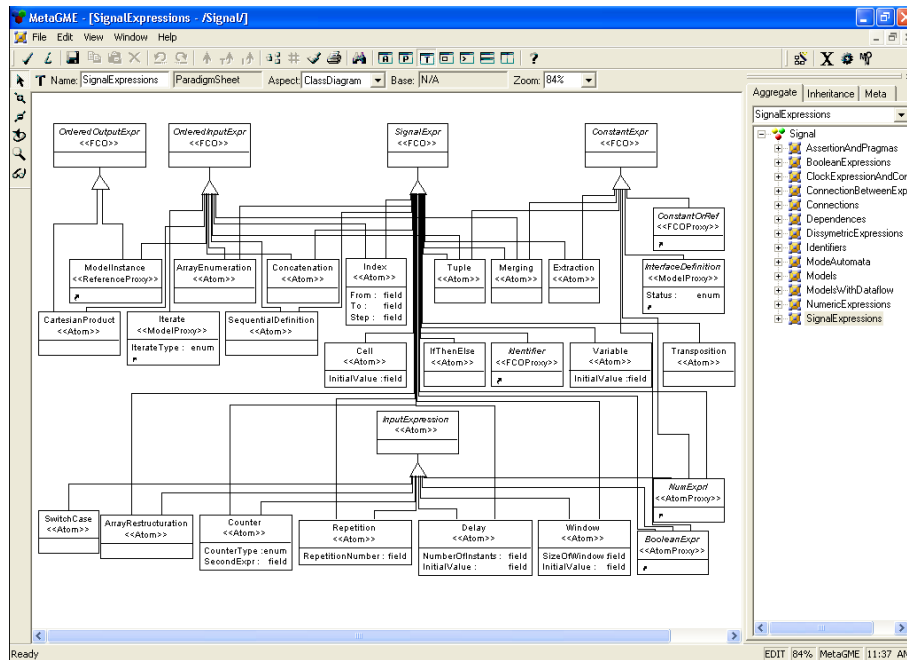 MetaGME - [SignalExpressions - /Signal/]
File Edit View Window Help
Name: SignalExpressions ParadigmSheet Aspect: ClassDiagram Base: N/A Zoom: 84%
Aggregate Inheritance Meta
SignalExpressions
Signal
AssertionAndPragmas
BooleanExpressions
ClockExpressionAndCon
ConnectionBetweenExp
Connections
Dependences
DissymetricExpressions
Identifiers
ModeAutomata
Models
ModelsWithDataflow
NumericExpressions
SignalExpressions
OrderedOutputExpr
<<FCO>>
OrderedInputExpr
<<FCO>>
SignalExpr
<<FCO>>
ConstantExpr
<<FCO>>
ConstantOrRef
<<FCOProxy>>
ModelInstance
<<ReferenceProxy>>
ArrayEnumeration
<<Atom>>
Concatenation
<<Atom>>
Index
<<Atom>>
From : field
To : field
Step : field
Tuple
<<Atom>>
Merging
<<Atom>>
Extraction
<<Atom>>
InterfaceDefinition
<<ModelProxy>>
Status : enum
CartesianProduct
<<Atom>>
Iterate
<<ModelProxy>>
IterateType : enum
SequentialDefinition
<<Atom>>
Cell
<<Atom>>
InitialValue :field
IfThenElse
<<Atom>>
Identifier
<<FCOProxy>>
Variable
<<Atom>>
InitialValue :field
Transposition
<<Atom>>
InputExpression
<<Atom>>
NumExprI
<<AtomProxy>>
SwitchCase
<<Atom>>
ArrayRestructuration
<<Atom>>
Counter
<<Atom>>
CounterType :enum
SecondExpr : field
Repetition
<<Atom>>
RepetitionNumber : field
Delay
<<Atom>>
NumberOfInstants : field
InitialValue : field
Window
<<Atom>>
SizeOfWindow :field
InitialValue : field
BooleanExpr
<<AtomProxy>>
Ready
EDIT 84% MetaGME 11:37 AM